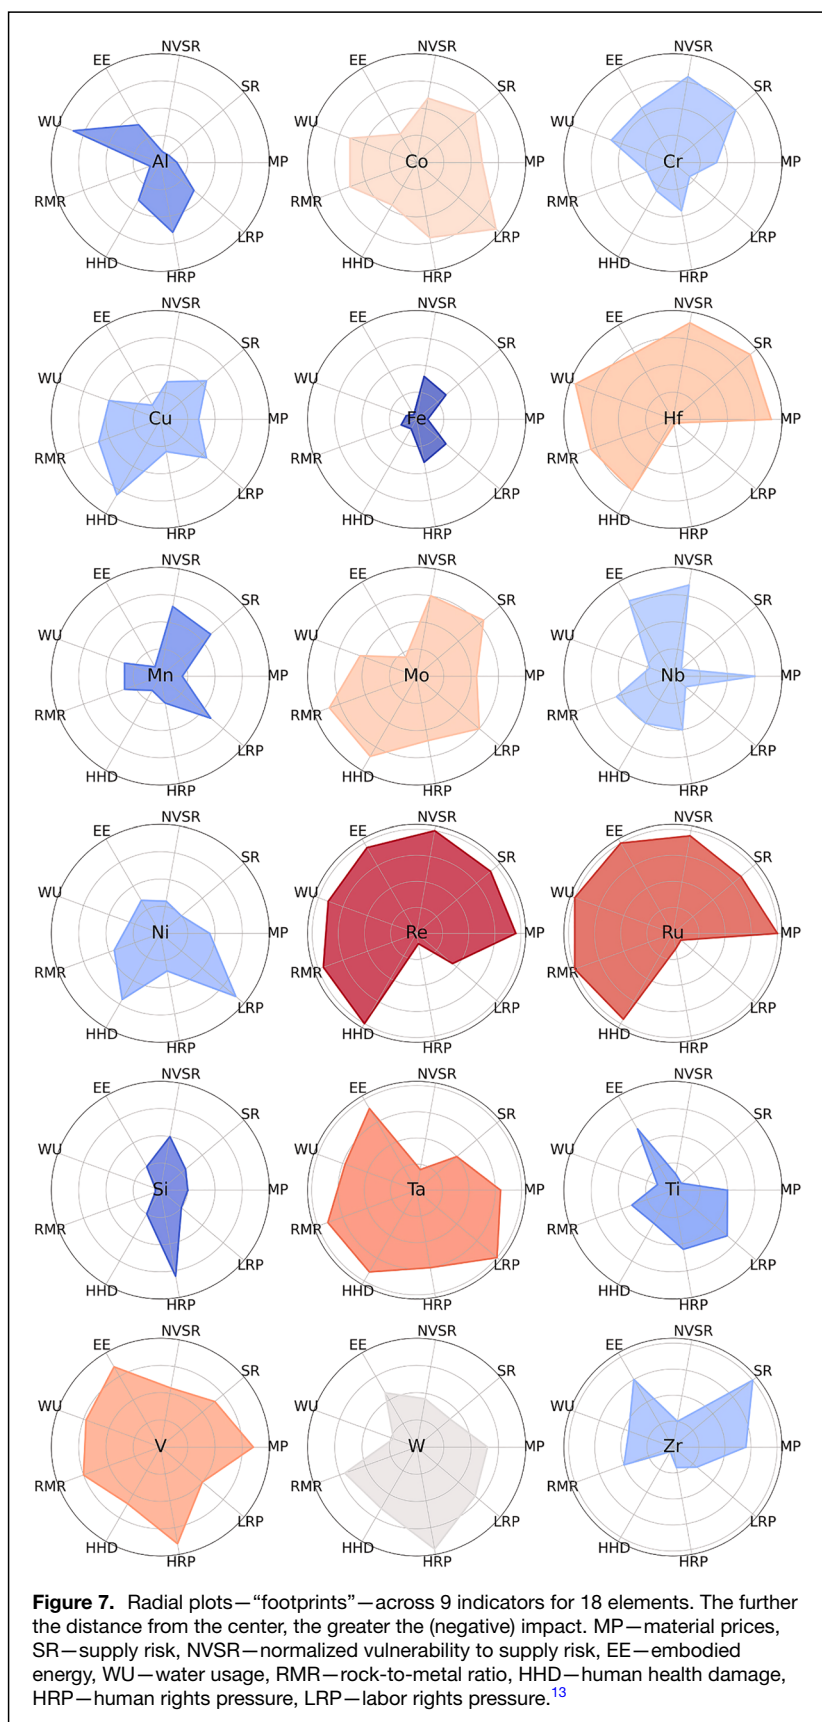 NVSR
EE
SR
WU
Al
MP
RMR
LRP
HHD
HRP
NVSR
EE
SR
WU
Co
MP
RMR
LRP
HHD
HRP
NVSR
EE
SR
WU
Cr
MP
RMR
LRP
HHD
HRP
NVSR
EE
SR
WU
Cu
MP
RMR
LRP
HHD
HRP
NVSR
EE
SR
WU
Fe
MP
RMR
LRP
HHD
HRP
NVSR
EE
SR
WU
Hf
MP
RMR
LRP
HHD
HRP
NVSR
EE
SR
WU
Mn
MP
RMR
LRP
HHD
HRP
NVSR
EE
SR
WU
Mo
MP
RMR
LRP
HHD
HRP
NVSR
EE
SR
WU
Nb
MP
RMR
LRP
HHD
HRP
NVSR
EE
SR
WU
Ni
MP
RMR
LRP
HHD
HRP
NVSR
EE
SR
WU
Re
MP
RMR
LRP
HHD
HRP
NVSR
EE
SR
WU
Ru
MP
RMR
LRP
HHD
HRP
NVSR
EE
SR
WU
Si
MP
RMR
LRP
HHD
HRP
NVSR
EE
SR
WU
Ta
MP
RMR
LRP
HHD
HRP
NVSR
EE
SR
WU
Ti
MP
RMR
LRP
HHD
HRP
NVSR
EE
SR
WU
V
MP
RMR
LRP
HHD
HRP
NVSR
EE
SR
WU
W
MP
RMR
LRP
HHD
HRP
NVSR
EE
SR
WU
Zr
MP
RMR
LRP
HHD
HRP
Figure 7. Radial plots—“footprints”—across 9 indicators for 18 elements. The further
the distance from the center, the greater the (negative) impact. MP—material prices,
SR—supply risk, NVSR—normalized vulnerability to supply risk, EE—embodied
energy, WU—water usage, RMR—rock-to-metal ratio, HHD—human health damage,
HRP—human rights pressure, LRP—labor rights pressure.13